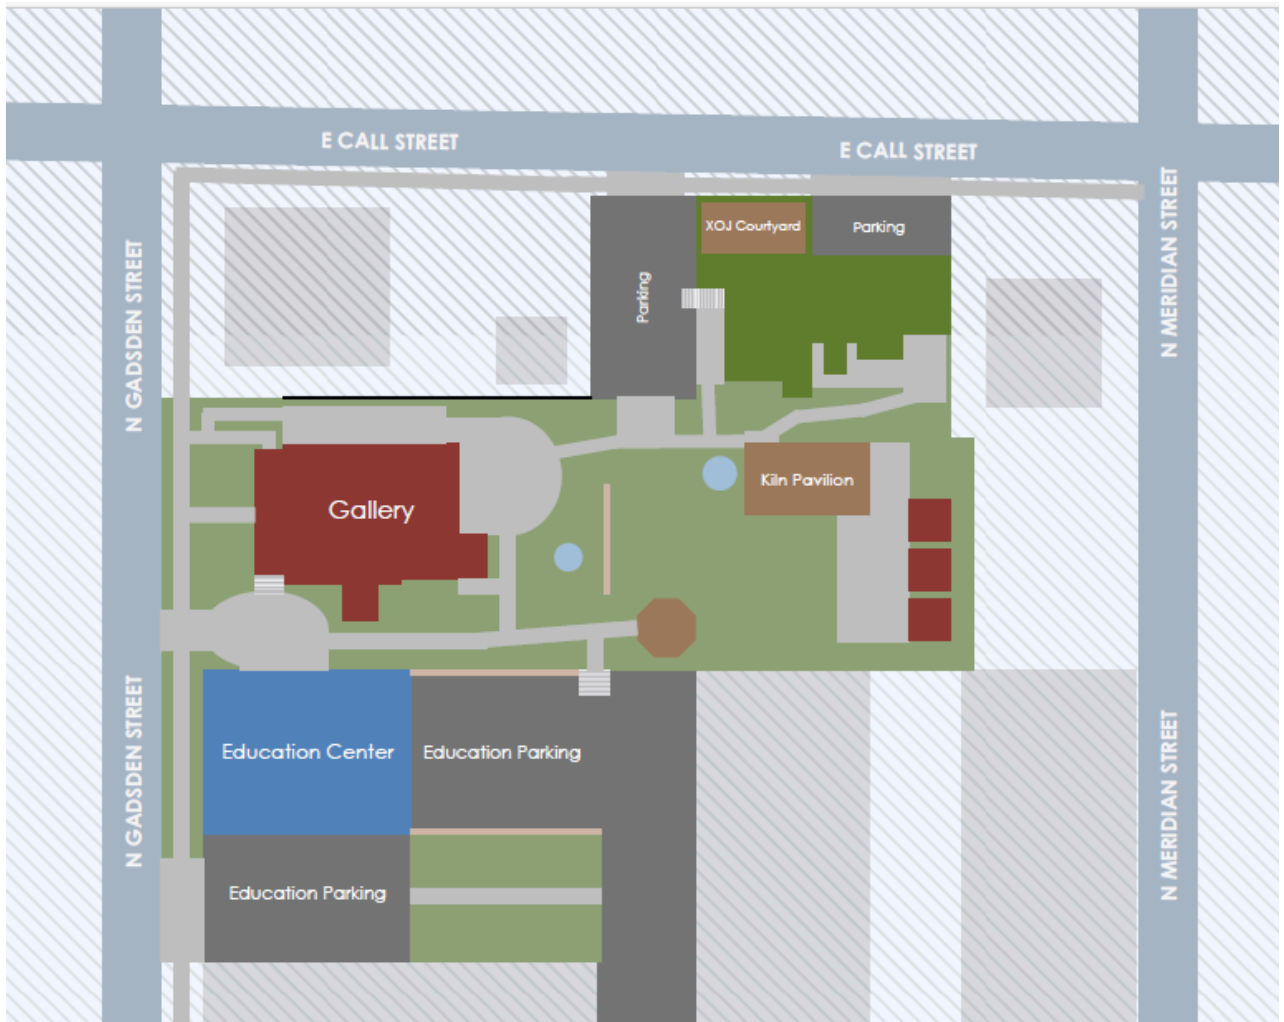 E CALL STREET
E CALL STREET
XOJ Courtyard
Parking
Parking
N GADSDEN STREET
N MERIDIAN STREET
Gallery
Kiln Pavilion
Education Center
Education Parking
N GADSDEN STREET
N MERIDIAN STREET
Education Parking